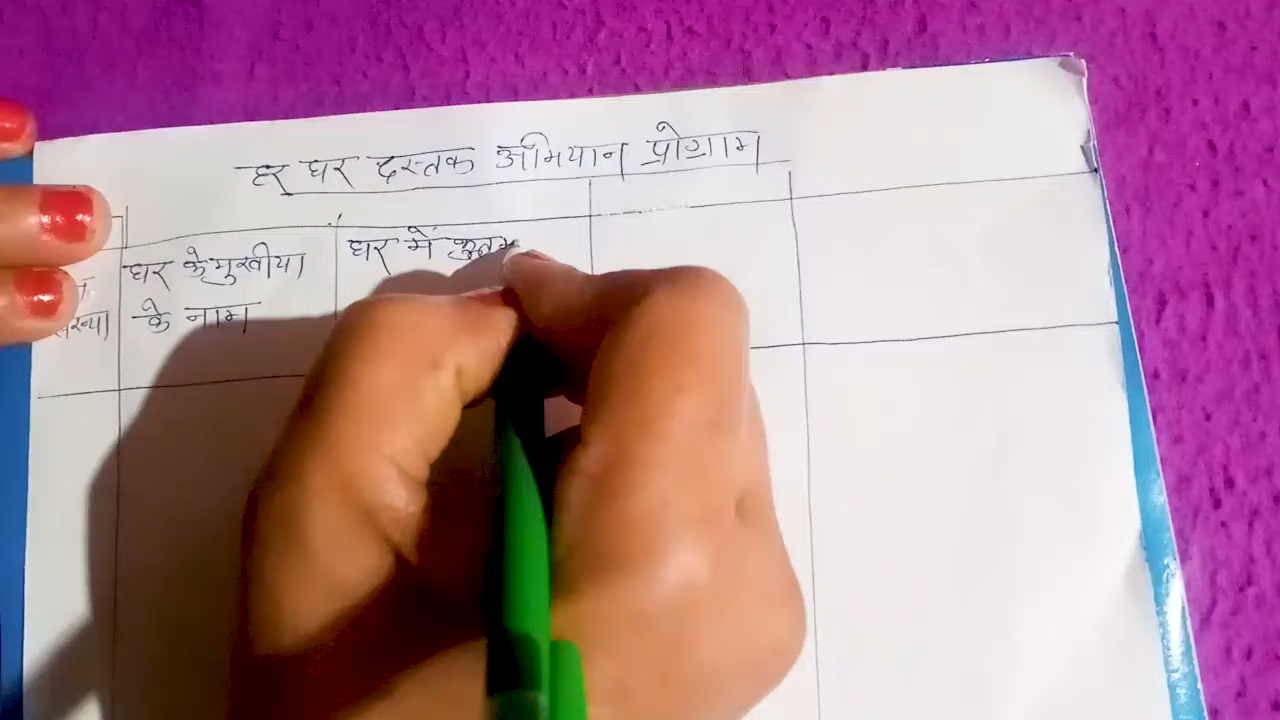 हर घर दस्तक अभियान प्रोग्राम
घर के मुखीया
के नाम
घर में